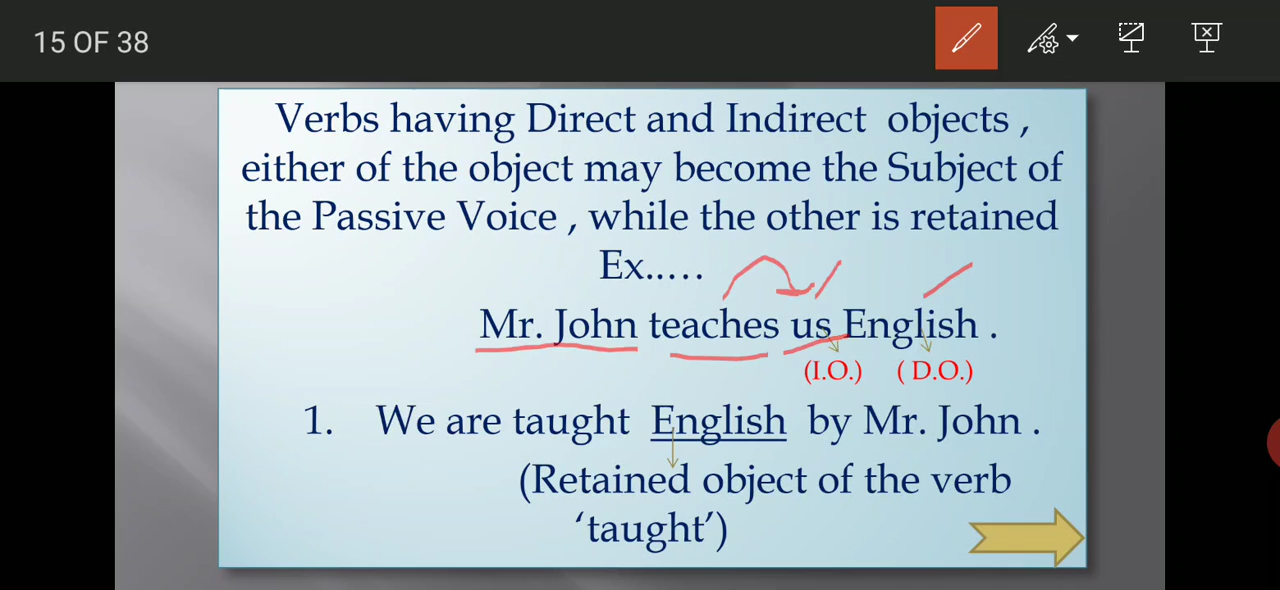 15 OF 38
Verbs having Direct and Indirect objects ,
either of the object may become the Subject of
the Passive Voice , while the other is retained
Ex..…
Mr. John teaches us English .
(I.O.) ( D.O.)
1. We are taught English by Mr. John .
(Retained object of the verb
‘taught’)